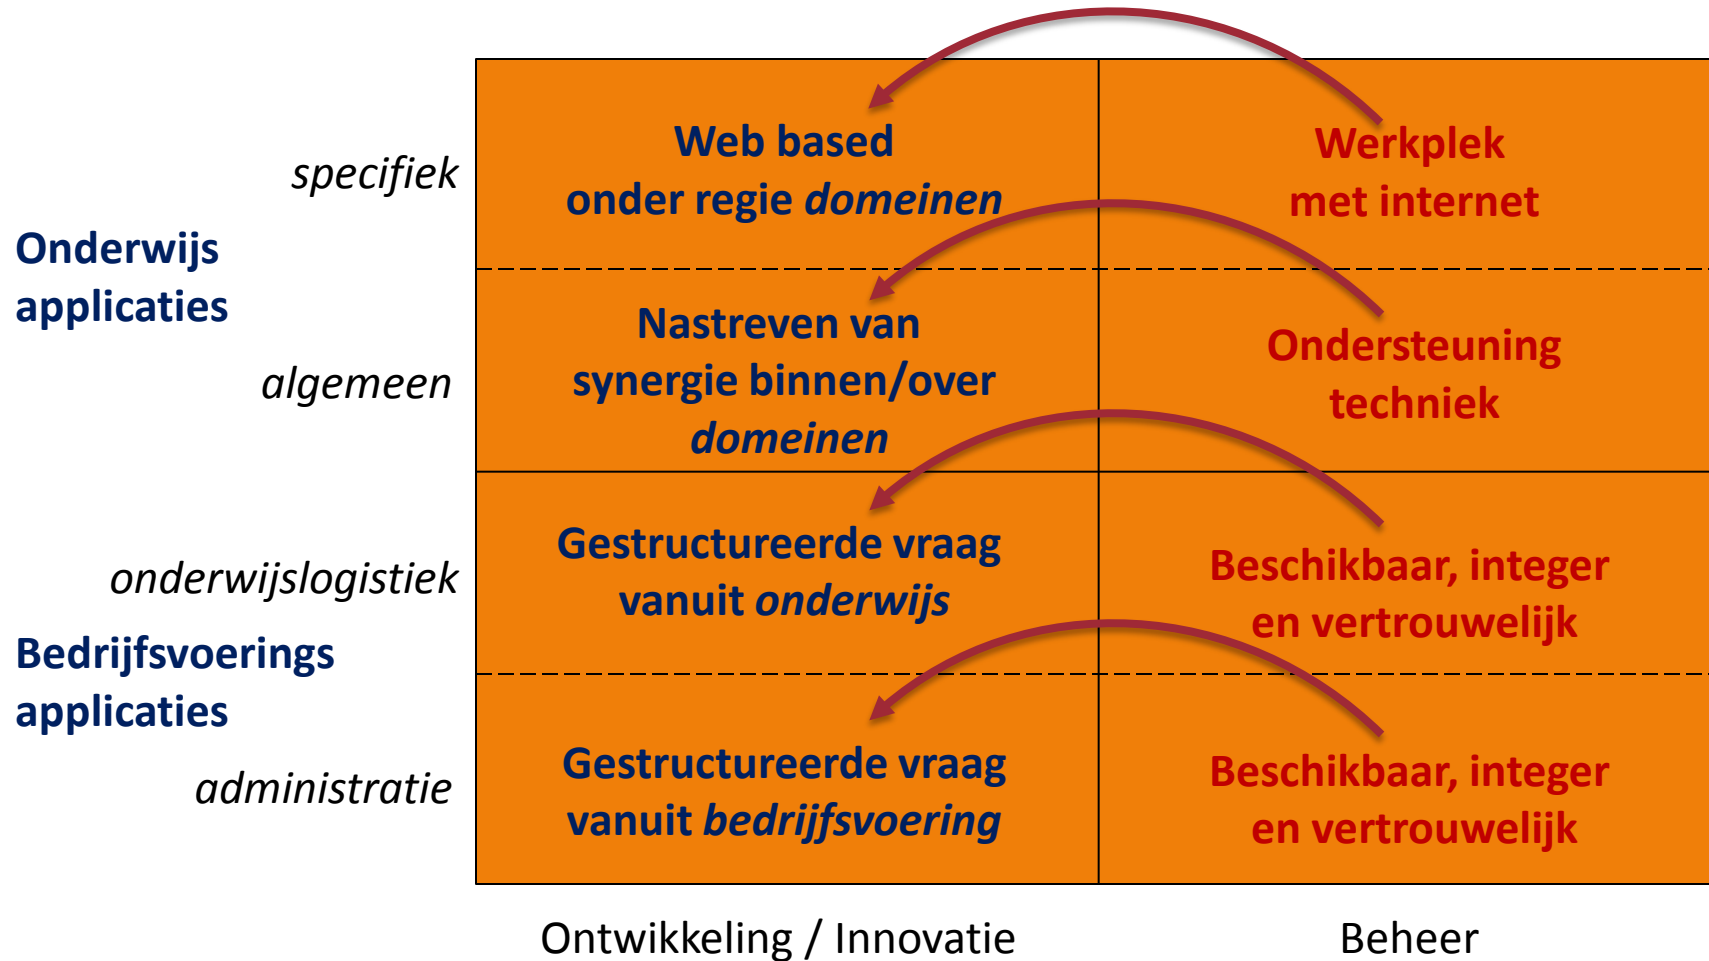 specifiek
Web based
onder regie domeinen
Werkplek
met internet
Onderwijs
applicaties
algemeen
Nastreven van
synergie binnen/over
domeinen
Ondersteuning
techniek
onderwijslogistiek
Gestructureerde vraag
vanuit onderwijs
Beschikbaar, integer
en vertrouwelijk
Bedrijfsvoerings
applicaties
administratie
Gestructureerde vraag
vanuit bedrijfsvoering
Beschikbaar, integer
en vertrouwelijk
Ontwikkeling / Innovatie
Beheer